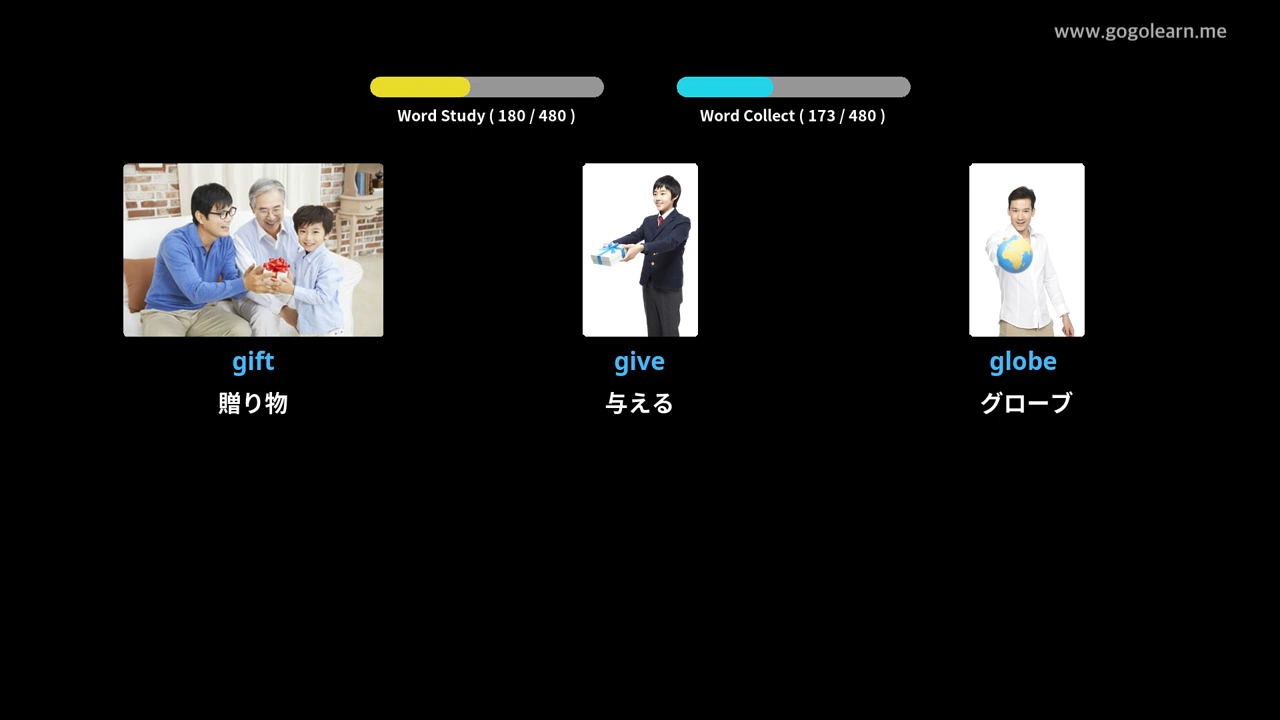 www.gogolearn.me
Word Study ( 180 / 480 )
Word Collect ( 173 / 480 )
gift
贈り物
give
与える
globe
グローブ